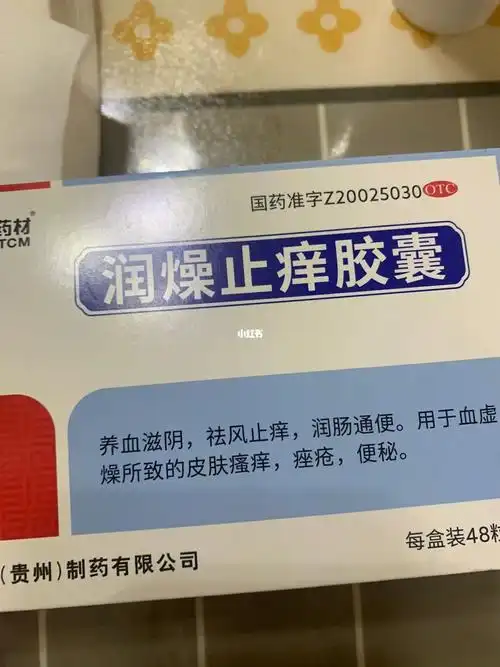 国药准字Z20025030 OTC
药材®
TCM
润燥止痒胶囊
小红书
养血滋阴，祛风止痒，润肠通便。用于血虚
燥所致的皮肤瘙痒，痤疮，便秘。
每盒装48粒
(贵州)制药有限公司